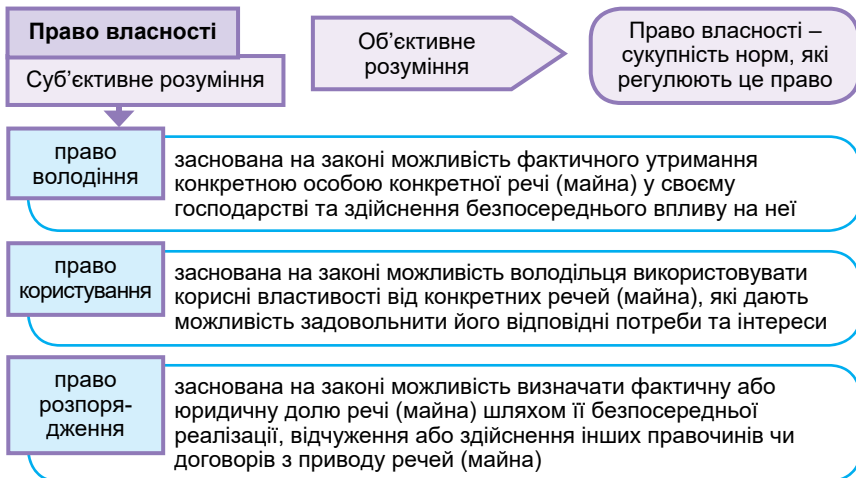 Право власності
Суб’єктивне розуміння
Об’єктивне
розуміння
Право власності –
сукупність норм, які
регулюють це право
право
володіння
заснована на законі можливість фактичного утримання
конкретною особою конкретної речі (майна) у своєму
господарстві та здійснення безпосереднього впливу на неї
право
користування
заснована на законі можливість володільця використовувати
корисні властивості від конкретних речей (майна), які дають
можливість задовольнити його відповідні потреби та інтереси
право
розпоря-
дження
заснована на законі можливість визначати фактичну або
юридичну долю речі (майна) шляхом її безпосередньої
реалізації, відчуження або здійснення інших правочинів чи
договорів з приводу речей (майна)